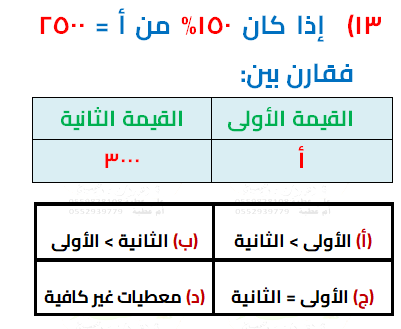 ١٣) إذا كان ١٥٠% من أ = ٢٥٠٠
فقارن بين:
القيمة الأولى القيمة الثانية
أ ٣٠٠٠
(أ) الأولى > الثانية (ب) الثانية > الأولى
(ج) الأولى = الثانية (د) معطيات غير كافية